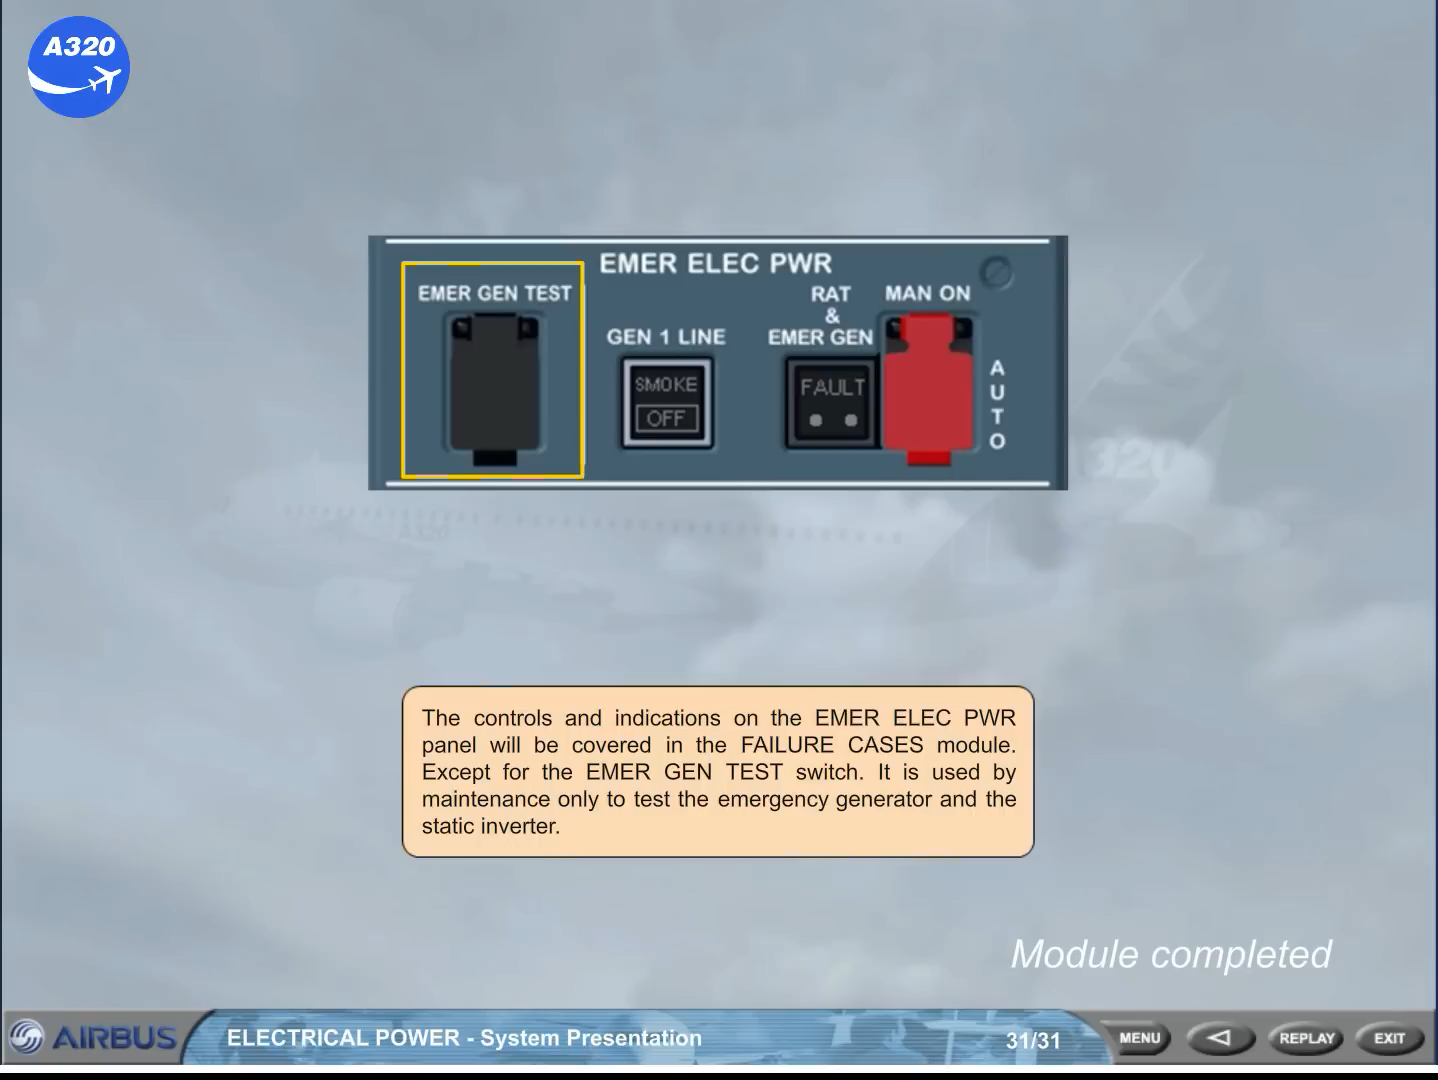 A320
EMER ELEC PWR
EMER GEN TEST
RAT
&
EMER GEN
MAN ON
GEN 1 LINE
SMOKE
OFF
FAULT
A
U
T
O
320
A320
The controls and indications on the EMER ELEC PWR
panel will be covered in the FAILURE CASES module.
Except for the EMER GEN TEST switch. It is used by
maintenance only to test the emergency generator and the
static inverter.
Module completed
AIRBUS
ELECTRICAL POWER - System Presentation
31/31
MENU
REPLAY
EXIT